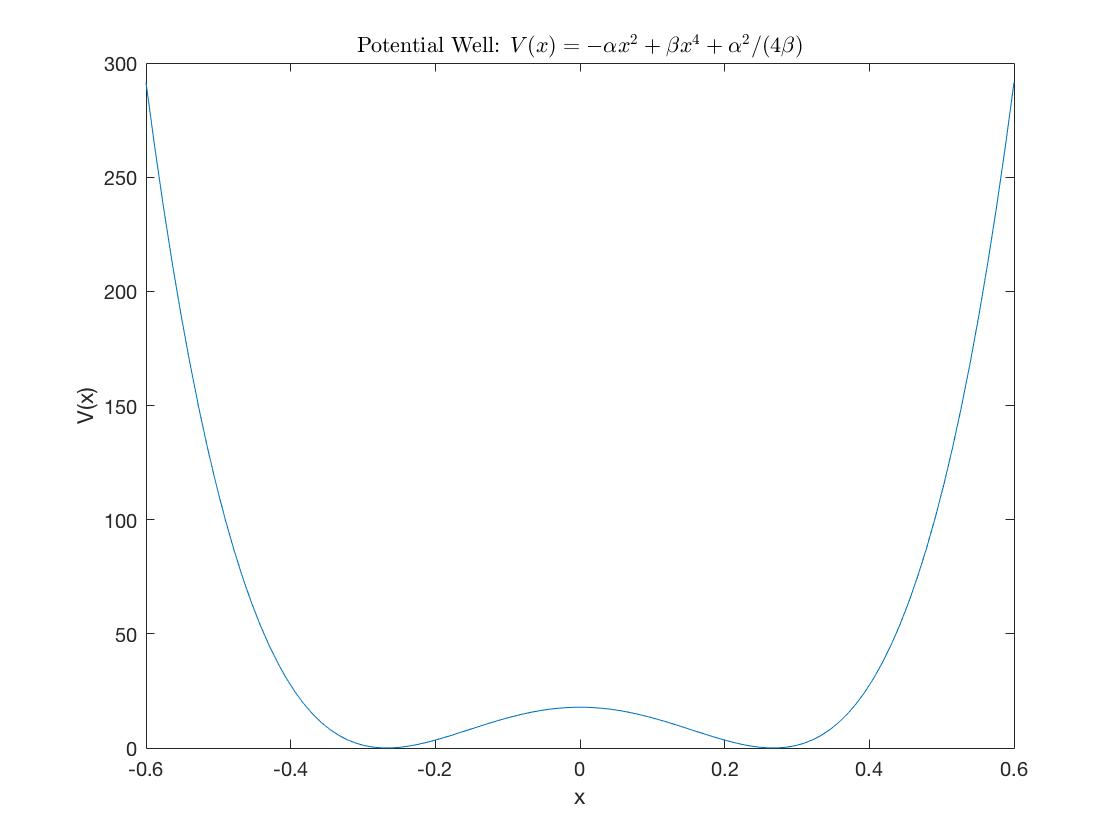 Potential Well: V(x) = −αx² + βx⁴ + α²/(4β)
300
250
200
150
100
50
0
V(x)
-0.6 -0.4 -0.2 0 0.2 0.4 0.6
x